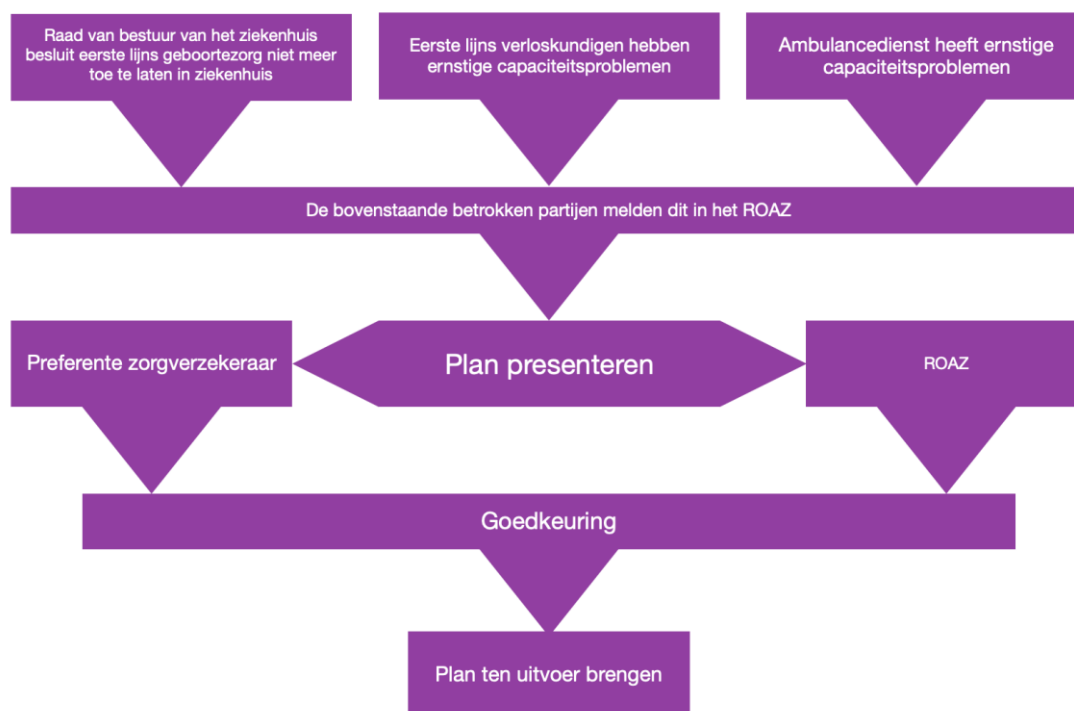 Raad van bestuur van het ziekenhuis
besluit eerste lijns geboortezorg niet meer
toe te laten in ziekenhuis
Eerste lijns verloskundigen hebben
ernstige capaciteitsproblemen
Ambulancedienst heeft ernstige
capaciteitsproblemen
De bovenstaande betrokken partijen melden dit in het ROAZ
Preferente zorgverzekeraar
Plan presenteren
ROAZ
Goedkeuring
Plan ten uitvoer brengen